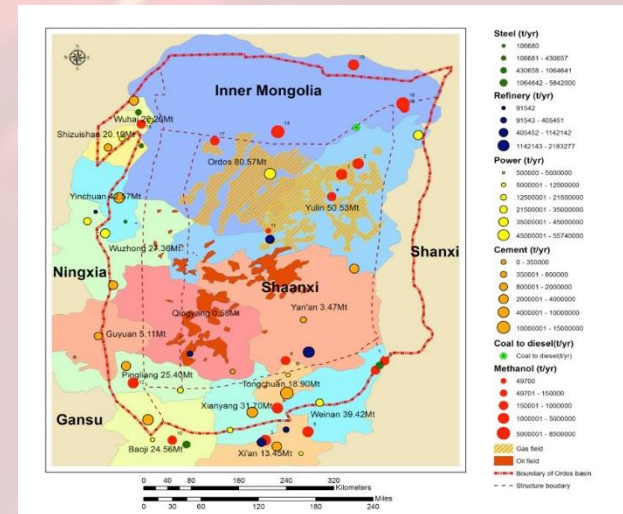 Inner Mongolia
Wuhai 28.26Mt
Shizuishan 20.19Mt
Ordos 80.57Mt
Yulin 50.53Mt
Yinchuan 42.57Mt
Wuzhong 27.36Mt
Shanxi
Ningxia
Shaanxi
Yan'an 3.47Mt
Qingyang 0.58Mt
Guyuan 5.11Mt
Pingliang 25.40Mt
Tongchuan 18.90Mt
Xianyang 31.70Mt
Weinan 39.42Mt
Gansu
Baoji 24.56Mt
Xi'an 13.45Mt
0 40 80 160 240 320
Kilometers
Miles
0 30 60 120 180 240
Steel (t/yr)
106680
106681 - 430657
430658 - 1064641
1064642 - 5842000
Refinery (t/yr)
91542
91543 - 405451
405452 - 1142142
1142143 - 2183277
Power (t/yr)
500000 - 5000000
5000001 - 12500000
12500001 - 21500000
21500001 - 35000000
35000001 - 45000000
45000001 - 55740000
Cement (t/yr)
0 - 350000
350001 - 800000
800001 - 2000000
2000001 - 4000000
4000001 - 10000000
10000001 - 15000000
Coal to diesel(t/yr)
Coal to diesel(t/yr)
Methanol (t/yr)
49700
49701 - 150000
150001 - 1000000
1000001 - 5000000
5000001 - 8500000
Gas field
Oil field
Boundary of Ordos basin
Structure boudary